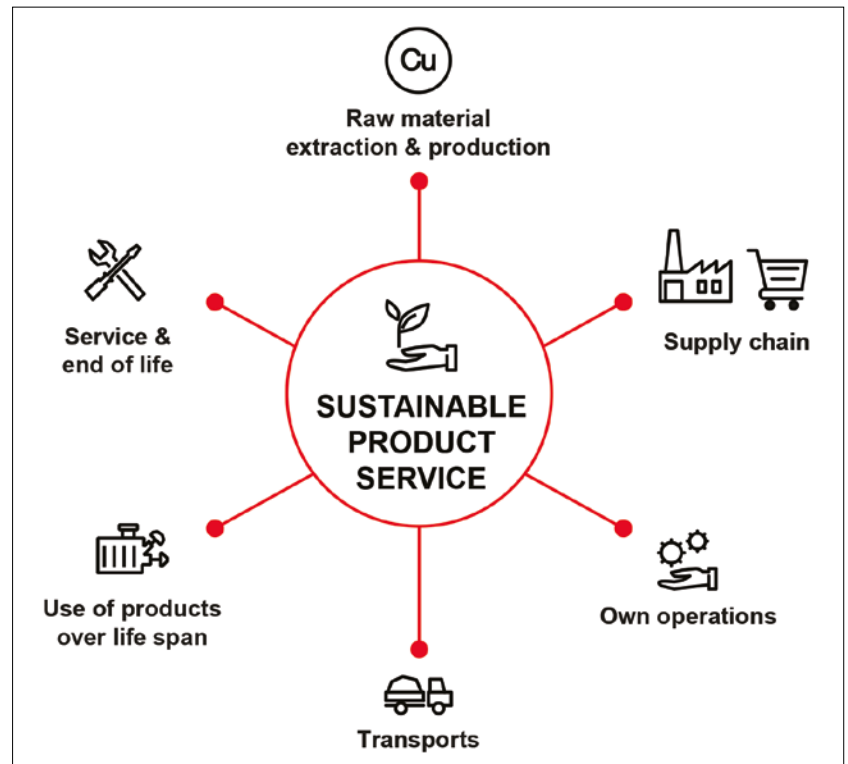 Cu
Raw material
extraction & production
Supply chain
Own operations
Transports
Use of products
over life span
Service &
end of life
SUSTAINABLE
PRODUCT
SERVICE